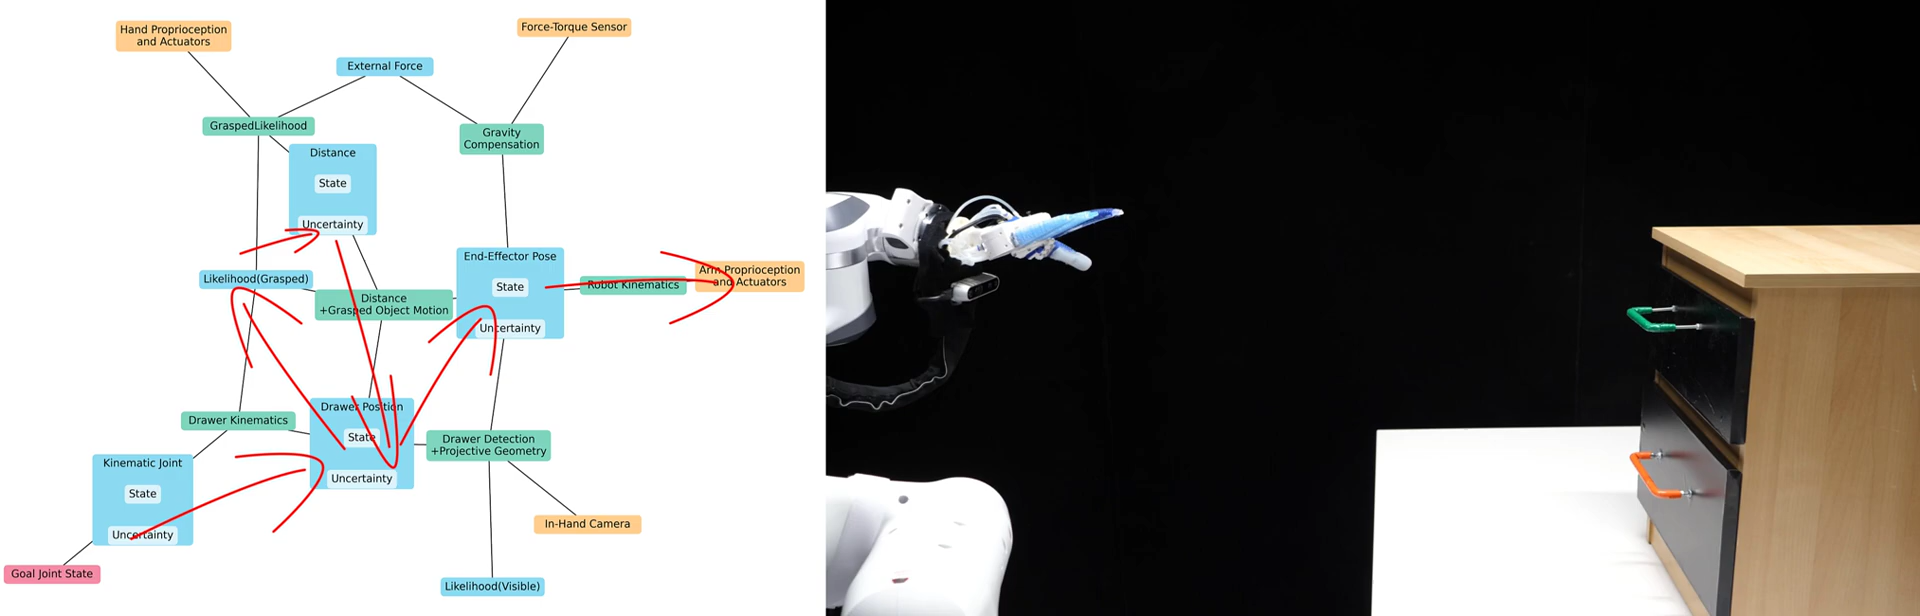 Hand Proprioception
and Actuators
Force-Torque Sensor
External Force
GraspedLikelihood
Gravity
Compensation
Distance
State
Uncertainty
End-Effector Pose
State
Uncertainty
Likelihood(Grasped)
Distance
+Grasped Object Motion
Robot Kinematics
Arm Proprioception
and Actuators
Drawer Position
State
Uncertainty
Drawer Kinematics
Drawer Detection
+Projective Geometry
Kinematic Joint
State
Uncertainty
In-Hand Camera
Goal Joint State
Likelihood(Visible)